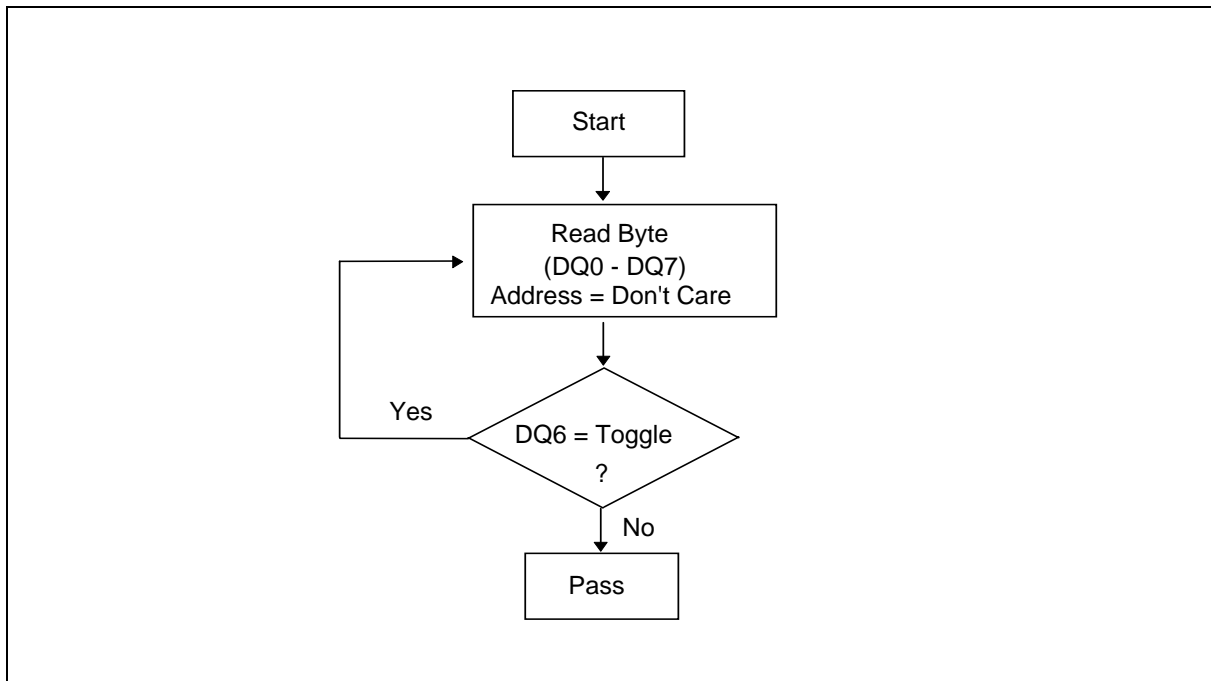 Start
Read Byte
(DQ0 - DQ7)
Address = Don't Care
Yes
DQ6 = Toggle
?
No
Pass